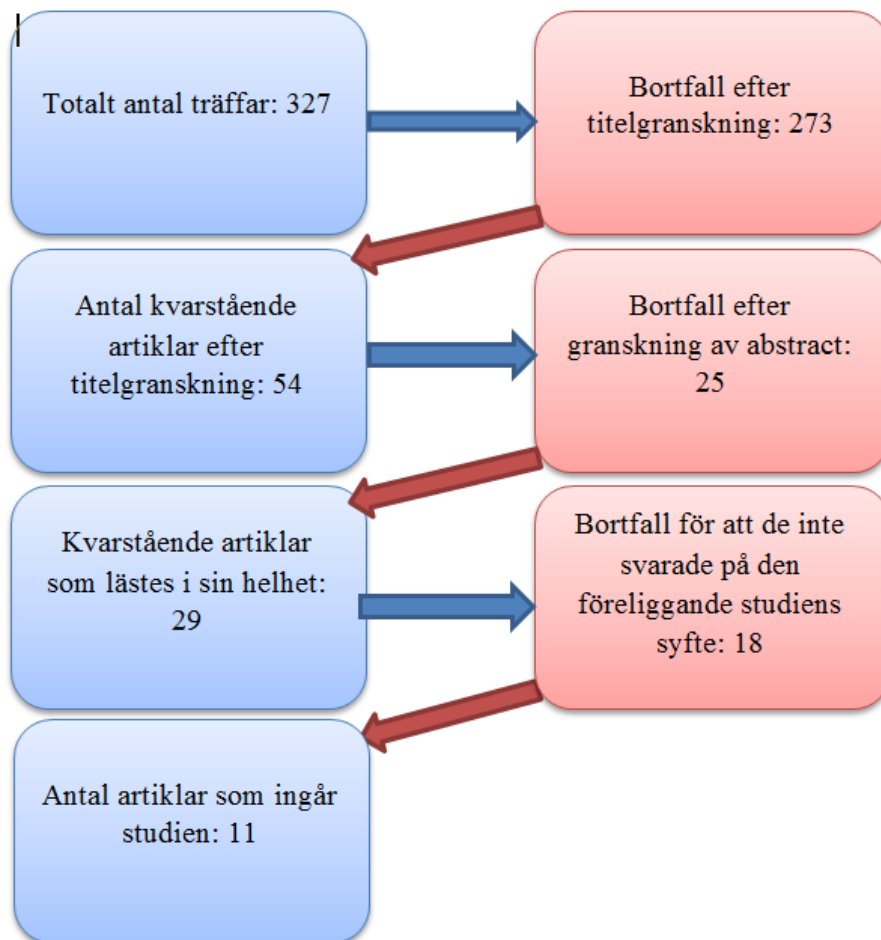 Totalt antal träffar: 327
Bortfall efter
titelgranskning: 273
Antal kvarstående
artiklar efter
titelgranskning: 54
Bortfall efter
granskning av abstract:
25
Kvarstående artiklar
som lästes i sin helhet:
29
Bortfall för att de inte
svarade på den
föreliggande studiens
syfte: 18
Antal artiklar som ingår
studien: 11